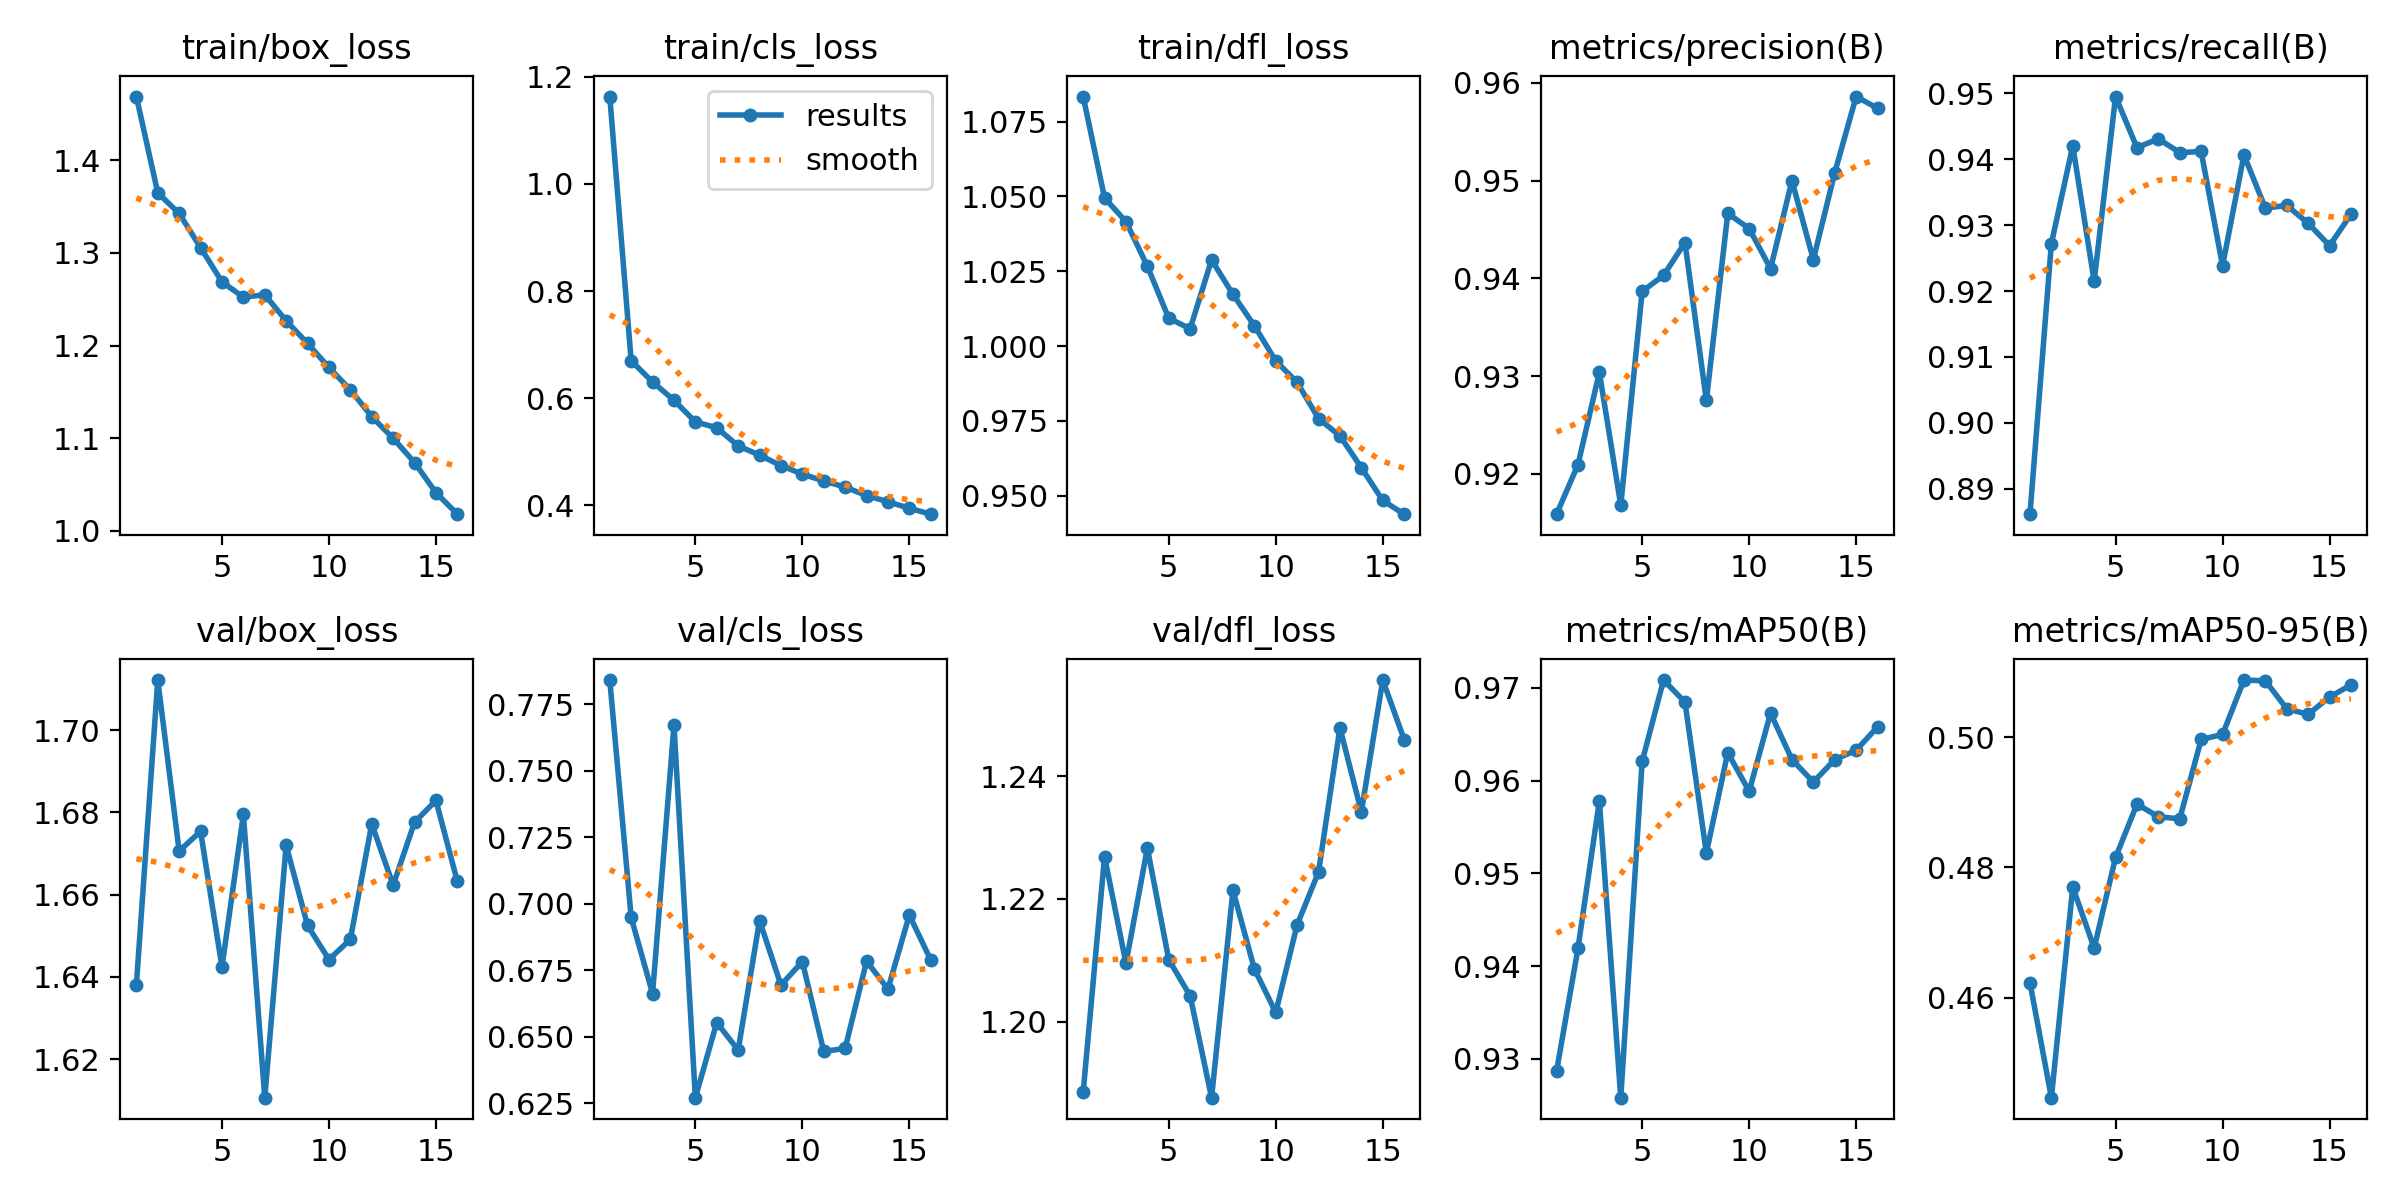 train/box_loss
train/cls_loss
train/dfl_loss
metrics/precision(B)
metrics/recall(B)
1.4
1.3
1.2
1.1
1.0
5 10 15
1.2
1.0
0.8
0.6
0.4
results
smooth
5 10 15
1.075
1.050
1.025
1.000
0.975
0.950
5 10 15
0.96
0.95
0.94
0.93
0.92
5 10 15
0.95
0.94
0.93
0.92
0.91
0.90
0.89
5 10 15
val/box_loss
val/cls_loss
val/dfl_loss
metrics/mAP50(B)
metrics/mAP50-95(B)
1.70
1.68
1.66
1.64
1.62
5 10 15
0.775
0.750
0.725
0.700
0.675
0.650
0.625
5 10 15
1.24
1.22
1.20
5 10 15
0.97
0.96
0.95
0.94
0.93
5 10 15
0.50
0.48
0.46
5 10 15